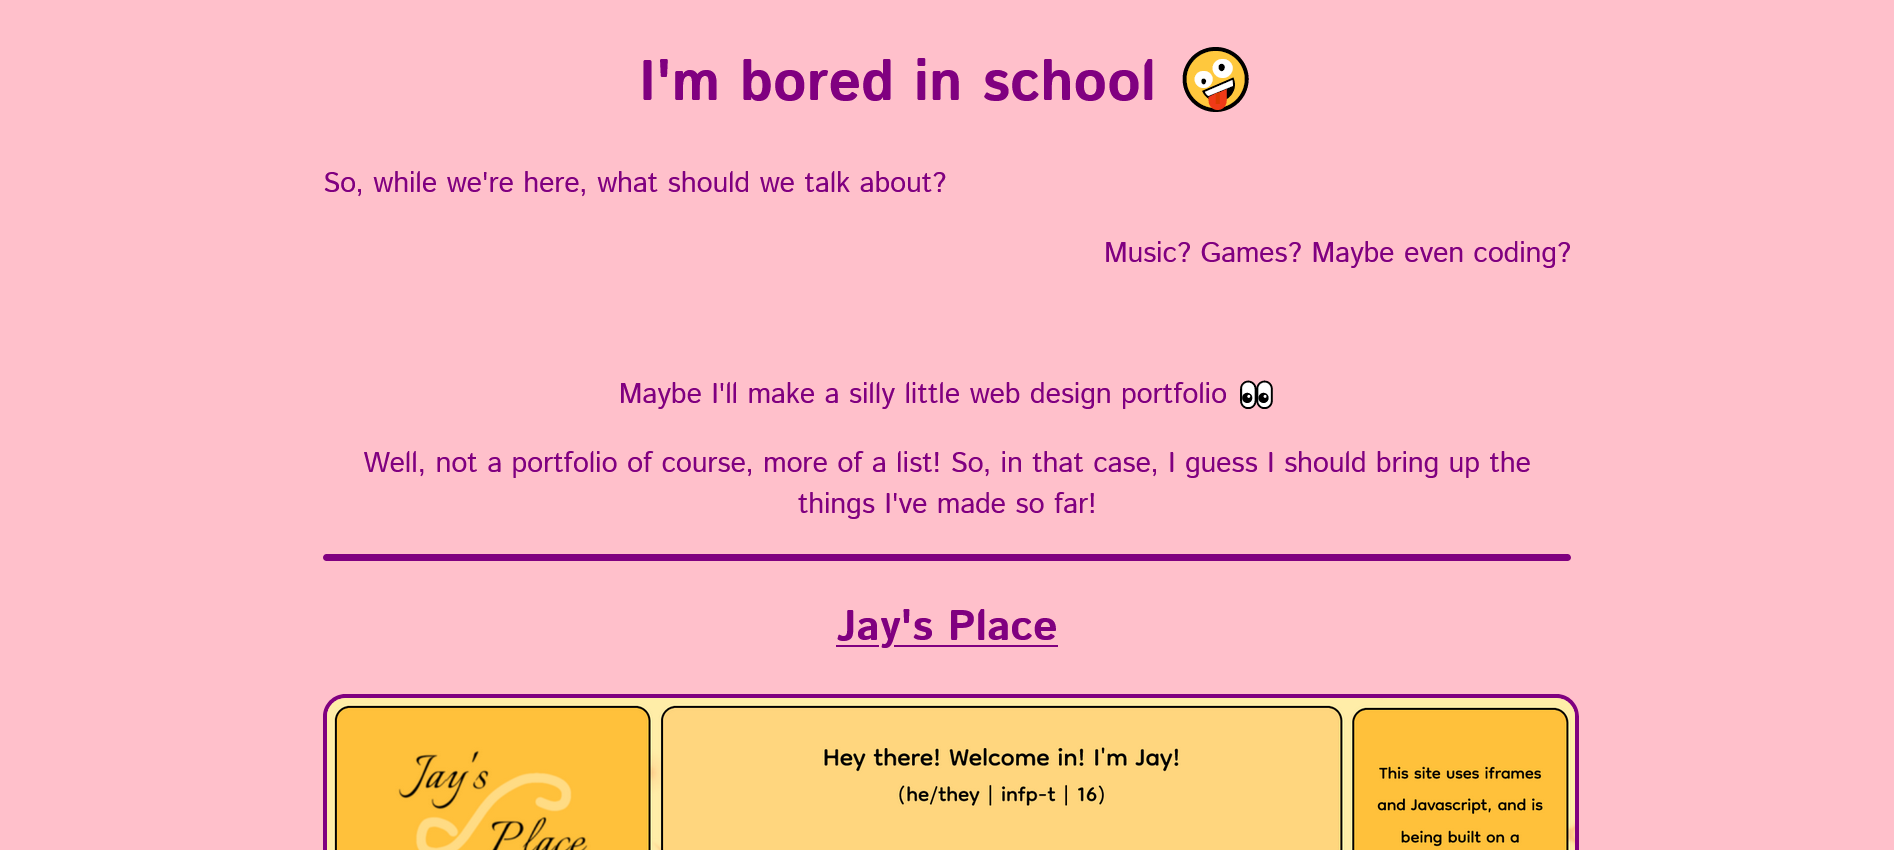 I'm bored in school 🤪
So, while we're here, what should we talk about?
Music? Games? Maybe even coding?
Maybe I'll make a silly little web design portfolio 👀
Well, not a portfolio of course, more of a list! So, in that case, I guess I should bring up the
things I've made so far!
Jay's Place
Jay's
Place
Hey there! Welcome in! I'm Jay!
(he/they | infp-t | 16)
This site uses iframes
and Javascript, and is
being built on a